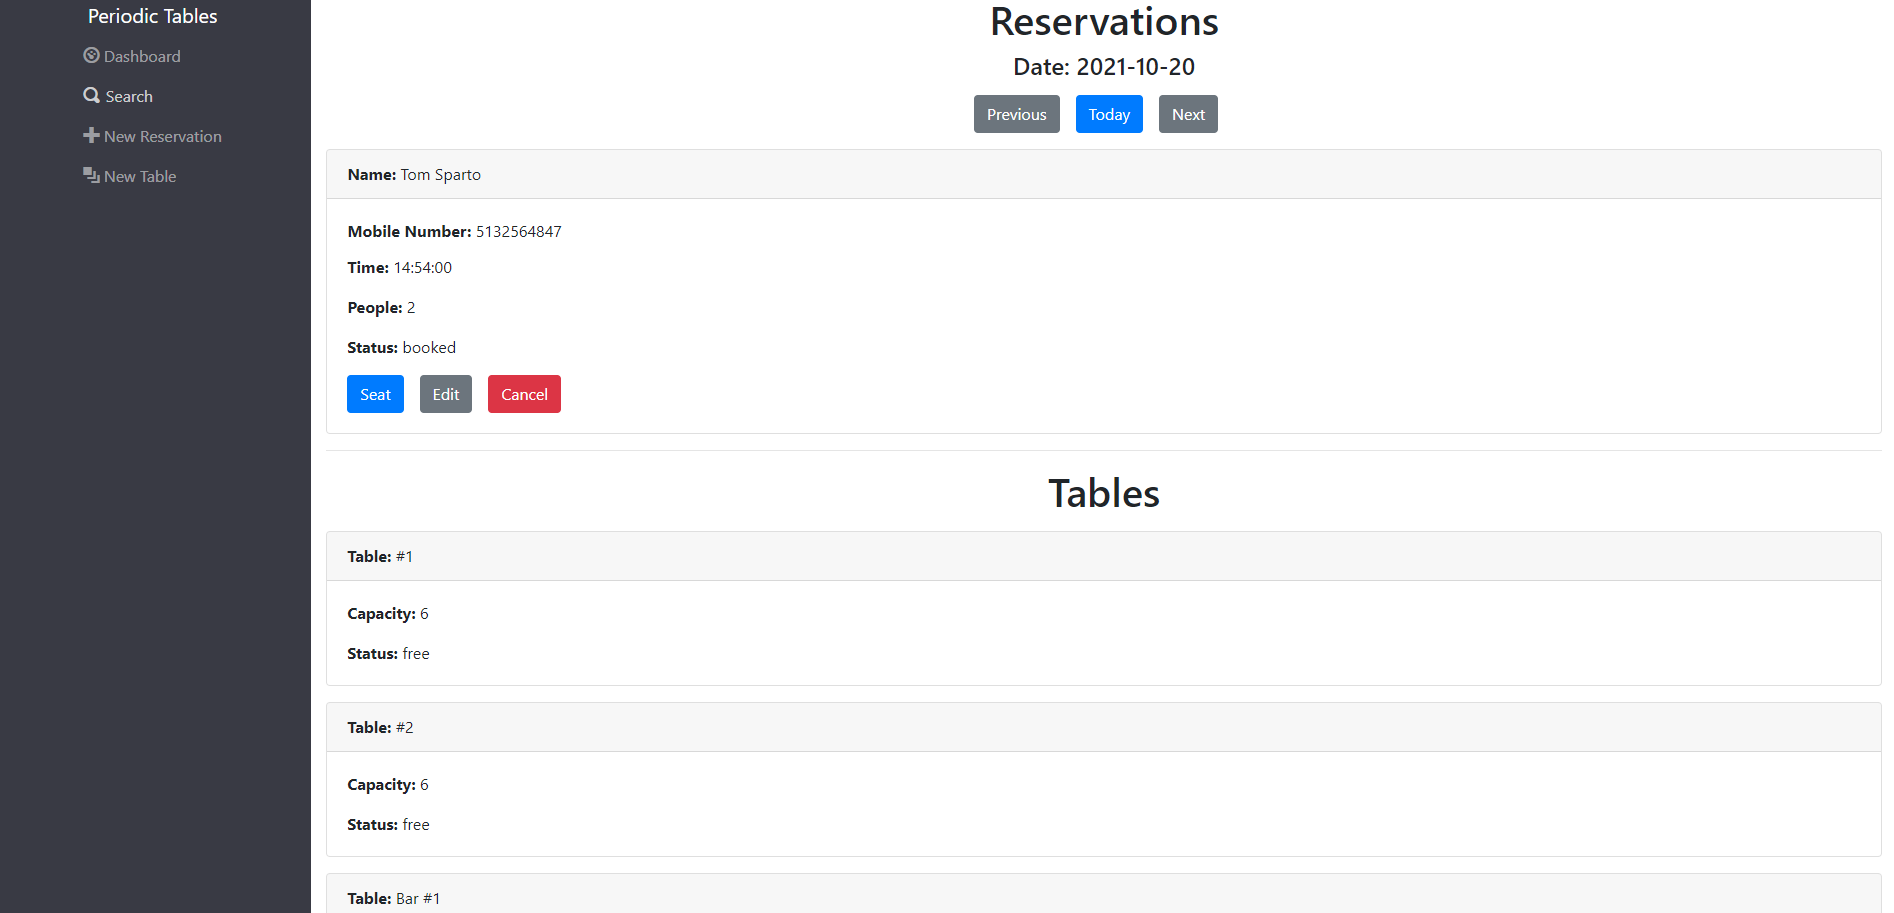 Periodic Tables
Dashboard
Search
New Reservation
New Table
Reservations
Date: 2021-10-20
Previous Today Next
Name: Tom Sparto
Mobile Number: 5132564847
Time: 14:54:00
People: 2
Status: booked
Seat Edit Cancel
Tables
Table: #1
Capacity: 6
Status: free
Table: #2
Capacity: 6
Status: free
Table: Bar #1